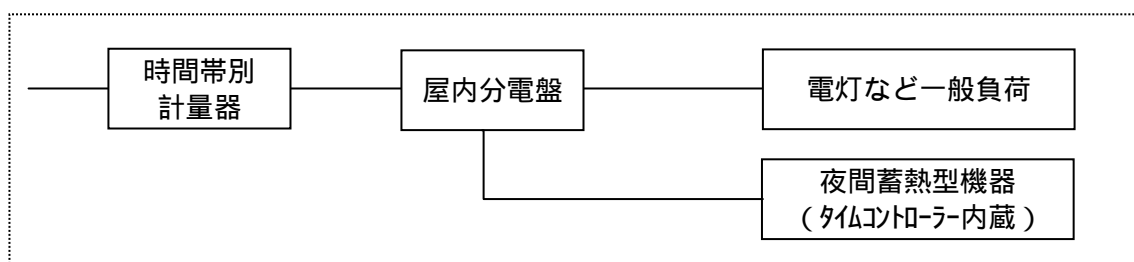 時間帯別
計量器
屋内分電盤
電灯など一般負荷
夜間蓄熱型機器
（ﾀｲﾑｺﾝﾄﾛｰﾗｰ内蔵）